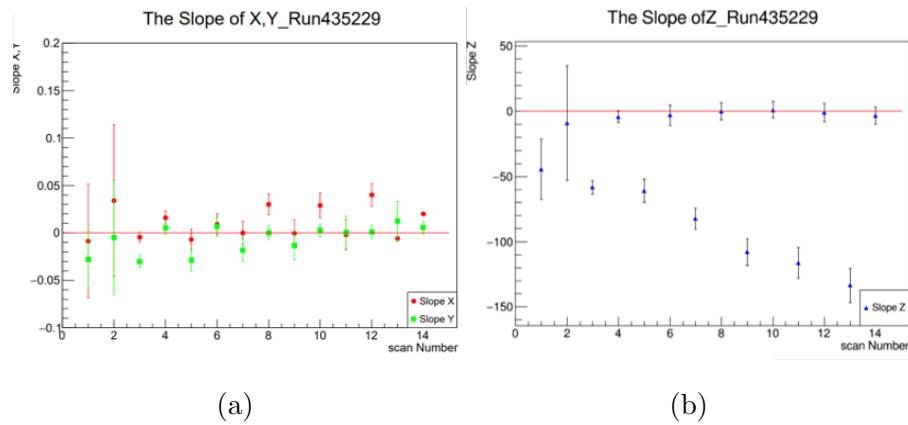 The Slope of X,Y_Run435229
Slope X,Y
0.2
0.15
0.1
0.05
0
−0.05
−0.1
0 2 4 6 8 10 12 14
scan Number
Slope X
Slope Y
(a)
The Slope ofZ_Run435229
Slope Z
50
0
−50
−100
−150
0 2 4 6 8 10 12 14
scan Number
Slope Z
(b)